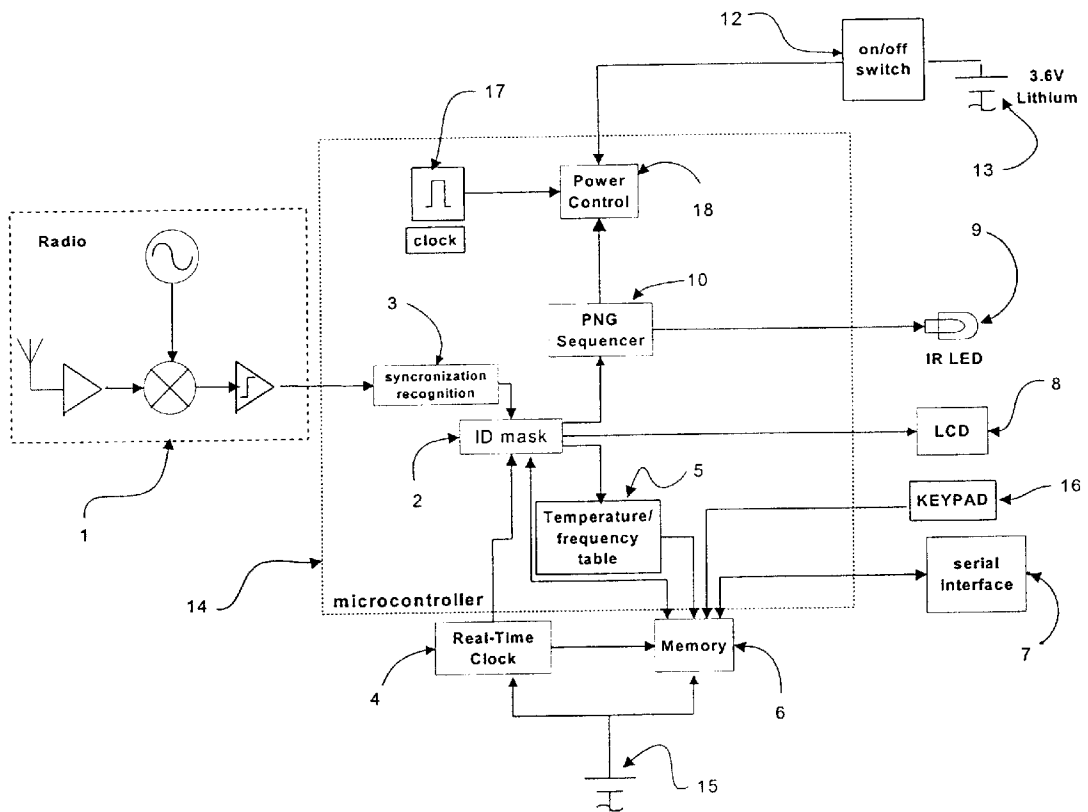 12
on/off
switch
3.6V
Lithium
13
17
Power
Control
18
clock
Radio
10
9
3
PNG
Sequencer
IR LED
syncronization
recognition
8
ID mask
LCD
2
5
1
16
KEYPAD
Temperature/
frequency
table
serial
Interface
14
microcontroller
Real-Time
Clock
Memory
7
4
6
15